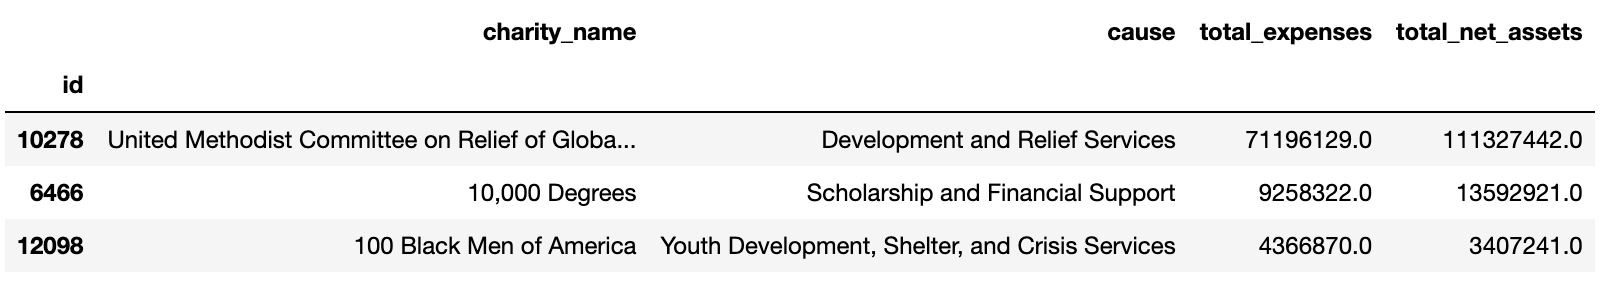 charity_name cause total_expenses total_net_assets
id
10278 United Methodist Committee on Relief of Globa... Development and Relief Services 71196129.0 111327442.0
6466 10,000 Degrees Scholarship and Financial Support 9258322.0 13592921.0
12098 100 Black Men of America Youth Development, Shelter, and Crisis Services 4366870.0 3407241.0